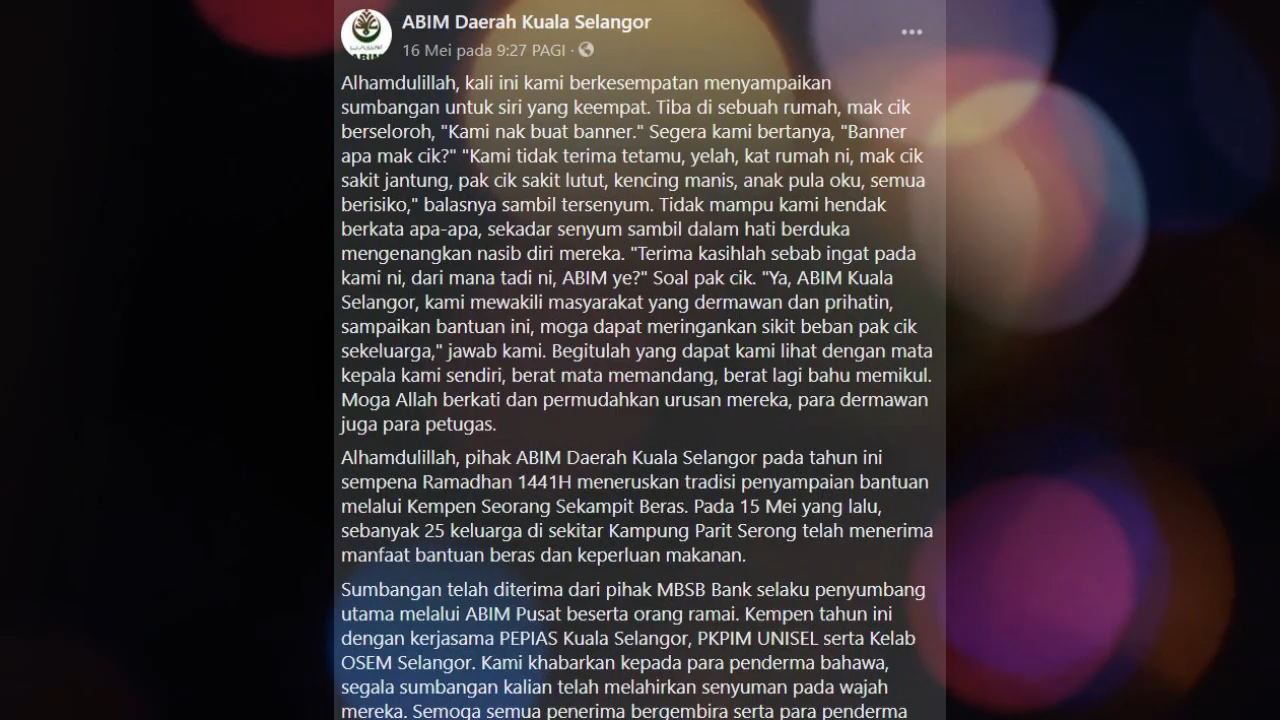 ABIM Daerah Kuala Selangor
16 Mei pada 9:27 PAGI ·
Alhamdulillah, kali ini kami berkesempatan menyampaikan
sumbangan untuk siri yang keempat. Tiba di sebuah rumah, mak cik
berseloroh, "Kami nak buat banner." Segera kami bertanya, "Banner
apa mak cik?" "Kami tidak terima tetamu, yelah, kat rumah ni, mak cik
sakit jantung, pak cik sakit lutut, kencing manis, anak pula oku, semua
berisiko," balasnya sambil tersenyum. Tidak mampu kami hendak
berkata apa-apa, sekadar senyum sambil dalam hati berduka
mengenangkan nasib diri mereka. "Terima kasihlah sebab ingat pada
kami ni, dari mana tadi ni, ABIM ye?" Soal pak cik. "Ya, ABIM Kuala
Selangor, kami mewakili masyarakat yang dermawan dan prihatin,
sampaikan bantuan ini, moga dapat meringankan sikit beban pak cik
sekeluarga," jawab kami. Begitulah yang dapat kami lihat dengan mata
kepala kami sendiri, berat mata memandang, berat lagi bahu memikul.
Moga Allah berkati dan permudahkan urusan mereka, para dermawan
juga para petugas.
Alhamdulillah, pihak ABIM Daerah Kuala Selangor pada tahun ini
sempena Ramadhan 1441H meneruskan tradisi penyampaian bantuan
melalui Kempen Seorang Sekampit Beras. Pada 15 Mei yang lalu,
sebanyak 25 keluarga di sekitar Kampung Parit Serong telah menerima
manfaat bantuan beras dan keperluan makanan.
Sumbangan telah diterima dari pihak MBSB Bank selaku penyumbang
utama melalui ABIM Pusat beserta orang ramai. Kempen tahun ini
dengan kerjasama PEPIAS Kuala Selangor, PKPIM UNISEL serta Kelab
OSEM Selangor. Kami khabarkan kepada para penderma bahawa,
segala sumbangan kalian telah melahirkan senyuman pada wajah
mereka. Semoga semua penerima bergembira serta para penderma